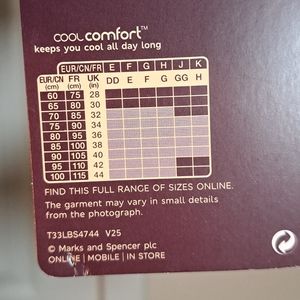 COOL comfort™
keeps you cool all day long
EUR/CN/FR E F G H J K
EUR/CN (cm) FR (cm) UK (in) DD E F G GG H
60 75 28
65 80 30
70 85 32
75 90 34
80 95 36
85 100 38
90 105 40
95 110 42
100 115 44
FIND THIS FULL RANGE OF SIZES ONLINE.
The garment may vary in small details
from the photograph.
T33LBS4744 V25
© Marks and Spencer plc
ONLINE | MOBILE | IN STORE